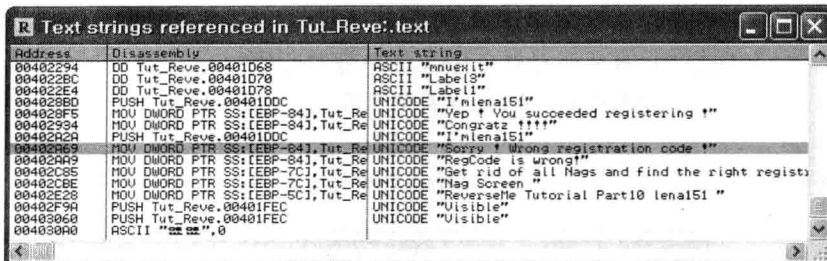 R Text strings referenced in Tut_Reve:.text
Address Disassembly Text string
00402294 DD Tut_Reve.00401D68 ASCII "mnuexit"
004022BC DD Tut_Reve.00401D70 ASCII "Label3"
004022E4 DD Tut_Reve.00401D78 ASCII "Label1"
004028BD PUSH Tut_Reve.00401DDC UNICODE "I'mlena151"
004028F5 MOV DWORD PTR SS:[EBP-84],Tut_Re UNICODE "Yep ! You succeeded registering !"
00402934 MOV DWORD PTR SS:[EBP-84],Tut_Re UNICODE "Congratz !!!!"
00402A2A PUSH Tut_Reve.00401DDC UNICODE "I'mlena151"
00402A69 MOV DWORD PTR SS:[EBP-84],Tut_Re UNICODE "Sorry ! Wrong registration code !"
00402AA9 MOV DWORD PTR SS:[EBP-84],Tut_Re UNICODE "RegCode is wrong!"
00402C85 MOV DWORD PTR SS:[EBP-7C],Tut_Re UNICODE "Get rid of all Nags and find the right regist
00402CBE MOV DWORD PTR SS:[EBP-7C],Tut_Re UNICODE "Nag Screen "
00402E28 MOV DWORD PTR SS:[EBP-5C],Tut_Re UNICODE "ReverseMe Tutorial Part10 lena151 "
00402F9A PUSH Tut_Reve.00401FEC UNICODE "Visible"
00403060 PUSH Tut_Reve.00401FEC UNICODE "Visible"
004030A0 ASCII ",0